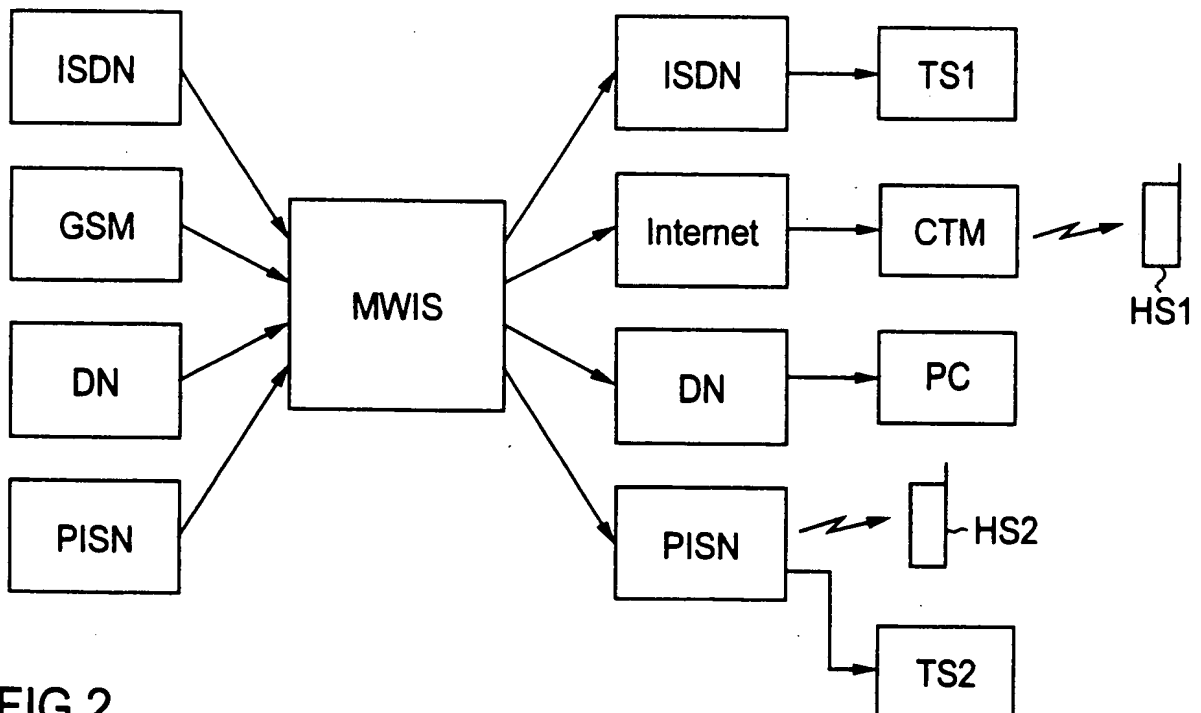 ISDN
GSM
DN
PISN
MWIS
ISDN
TS1
Internet
CTM
HS1
DN
PC
PISN
HS2
TS2
FIG 2